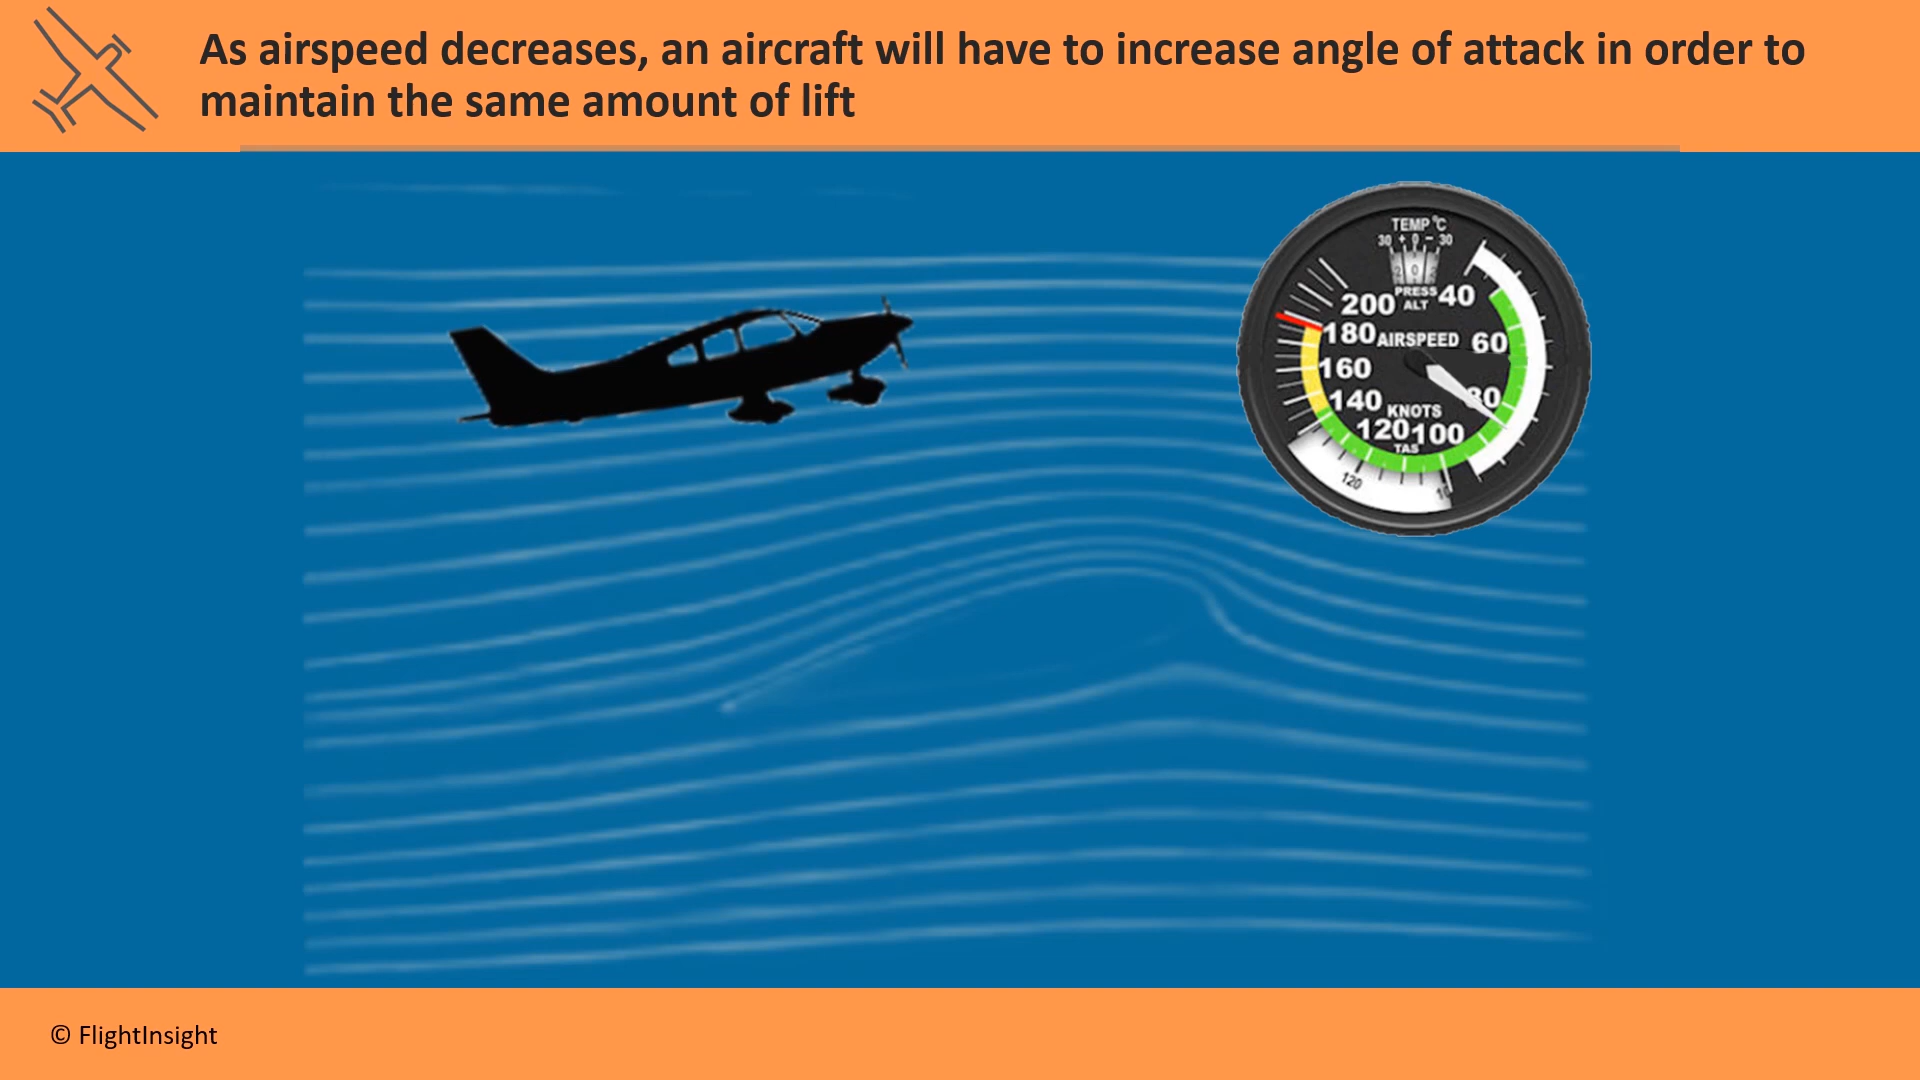 As airspeed decreases, an aircraft will have to increase angle of attack in order to
maintain the same amount of lift
TEMP °C
30 + 0 - 30
0
PRESS
ALT
200
40
180
AIRSPEED
60
160
80
140
KNOTS
120
100
TAS
120
© FlightInsight